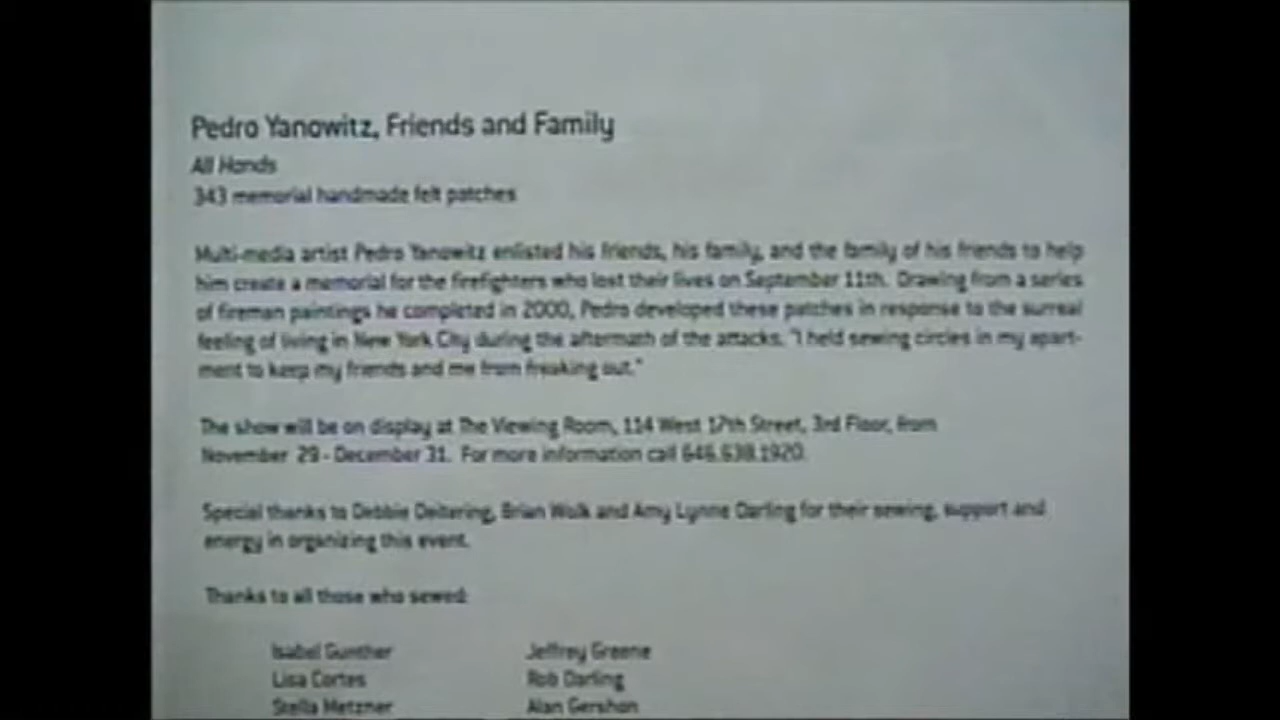 Pedro Yanowitz, Friends and Family
All Hands
343 memorial handmade felt patches
Multi-media artist Pedro Yanowitz enlisted his friends, his family, and the family of his friends to help
him create a memorial for the firefighters who lost their lives on September 11th. Drawing from a series
of fireman paintings he completed in 2000, Pedro developed these patches in response to the surreal
feeling of living in New York City during the aftermath of the attacks. "I held sewing circles in my apart-
ment to keep my friends and me from freaking out."
The show will be on display at The Viewing Room, 114 West 17th Street, 3rd Floor, from
November 29 - December 31. For more information call 646.638.1920.
Special thanks to Debbie Deitering, Brian Wolk and Amy Lynne Darling for their sewing, support and
energy in organizing this event.
Thanks to all those who sewed:
Isabel Gunther Jeffrey Greene
Lisa Cortes Rob Darling
Stella Metzner Alan Gershon